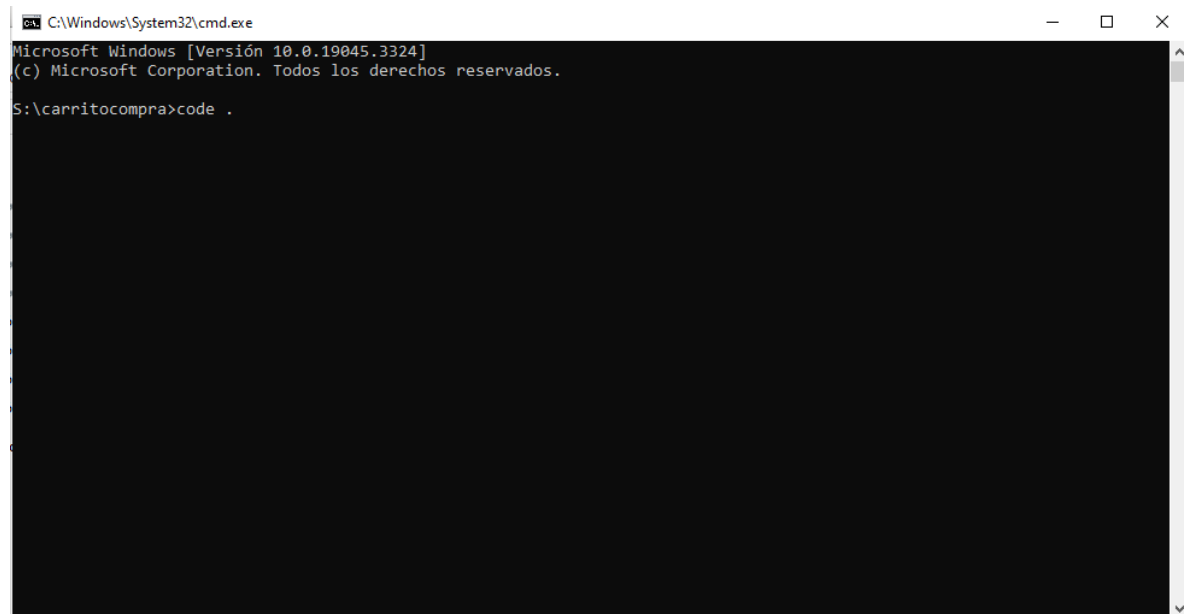 C:\Windows\System32\cmd.exe
Microsoft Windows [Versión 10.0.19045.3324]
(c) Microsoft Corporation. Todos los derechos reservados.
S:\carritocompra>code .